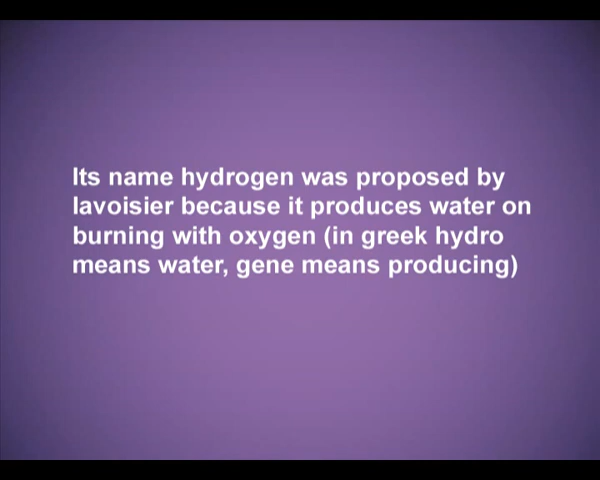 Its name hydrogen was proposed by
lavoisier because it produces water on
burning with oxygen (in greek hydro
means water, gene means producing)